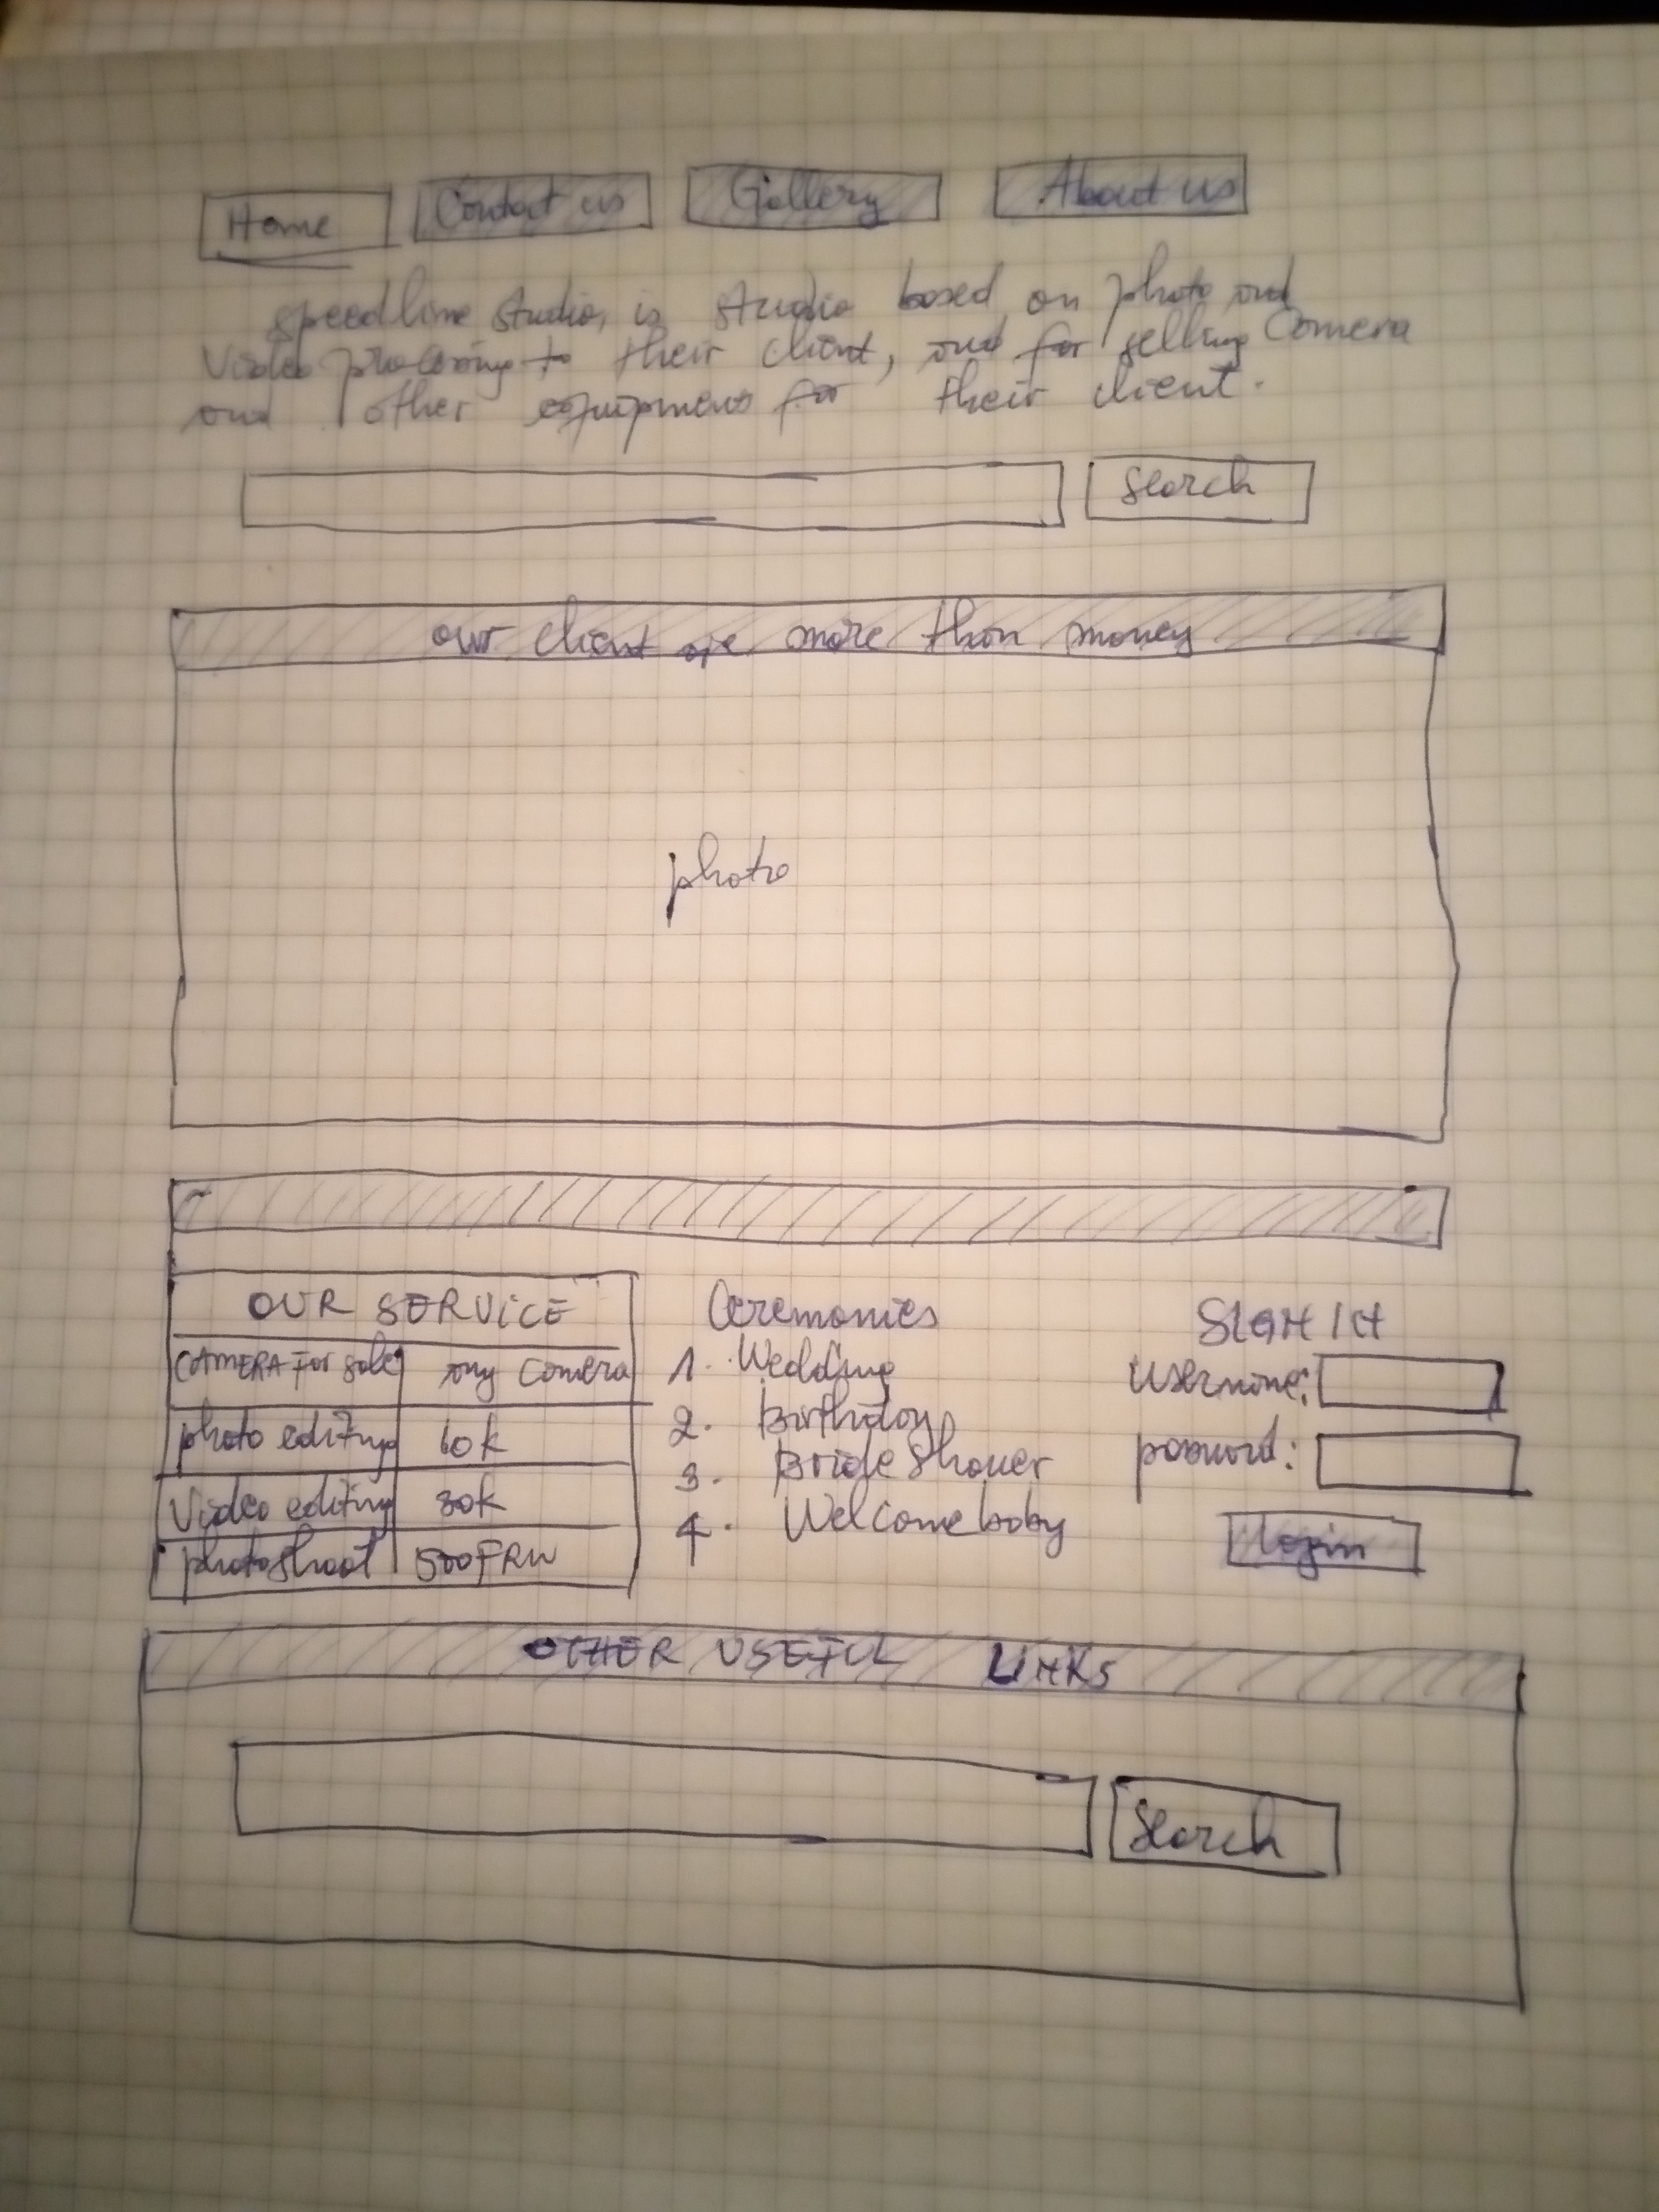 Home Contact us Gallery About us
speedline studio, is studio based on photo and
Video processing to their client, and for selling Camera
and other equipments for their client.
Search
our client are more than money
photo
OUR SERVICE
CAMERA For sale any Camera
photo editing 10k
Video editing 30k
photoshoot 500FRW
Ceremonies
1. Wedding
2. Birthday
3. Bride Shower
4. Welcome baby
SIGN IN
Username:
password:
login
OTHER USEFUL LINKS
Search